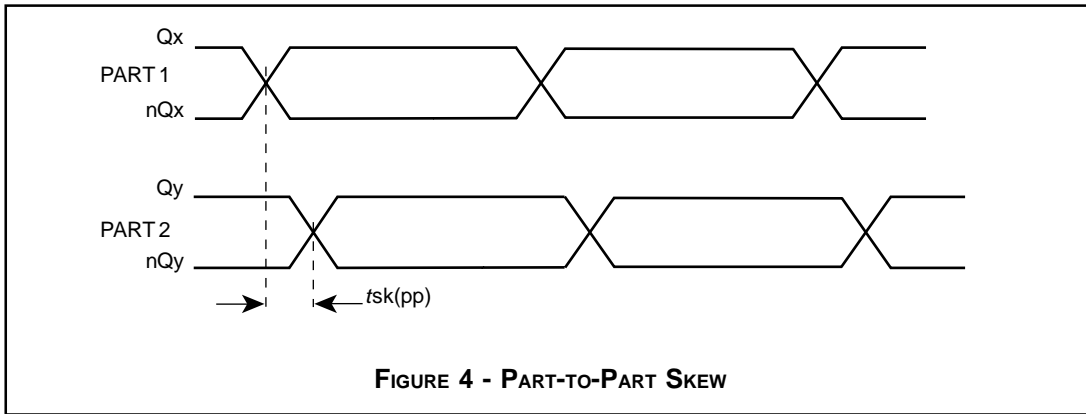 Qx
PART 1
nQx
Qy
PART 2
nQy
tsk(pp)
FIGURE 4 - PART-TO-PART SKEW